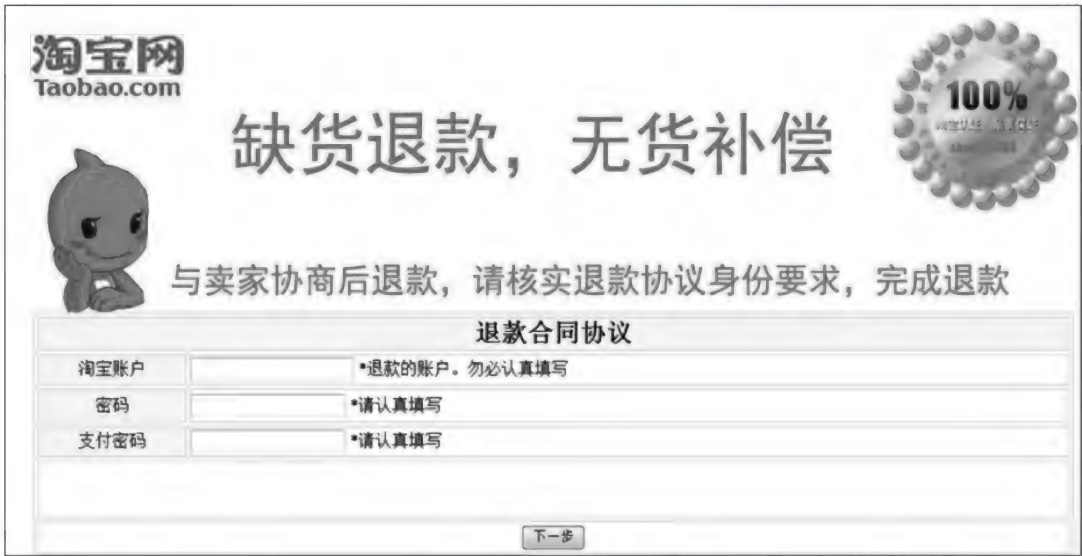 淘宝网
Taobao.com
100%
缺货退款，无货补偿
与卖家协商后退款，请核实退款协议身份要求，完成退款
退款合同协议
淘宝账户 *退款的账户。勿必认真填写
密码 *请认真填写
支付密码 *请认真填写
下一步